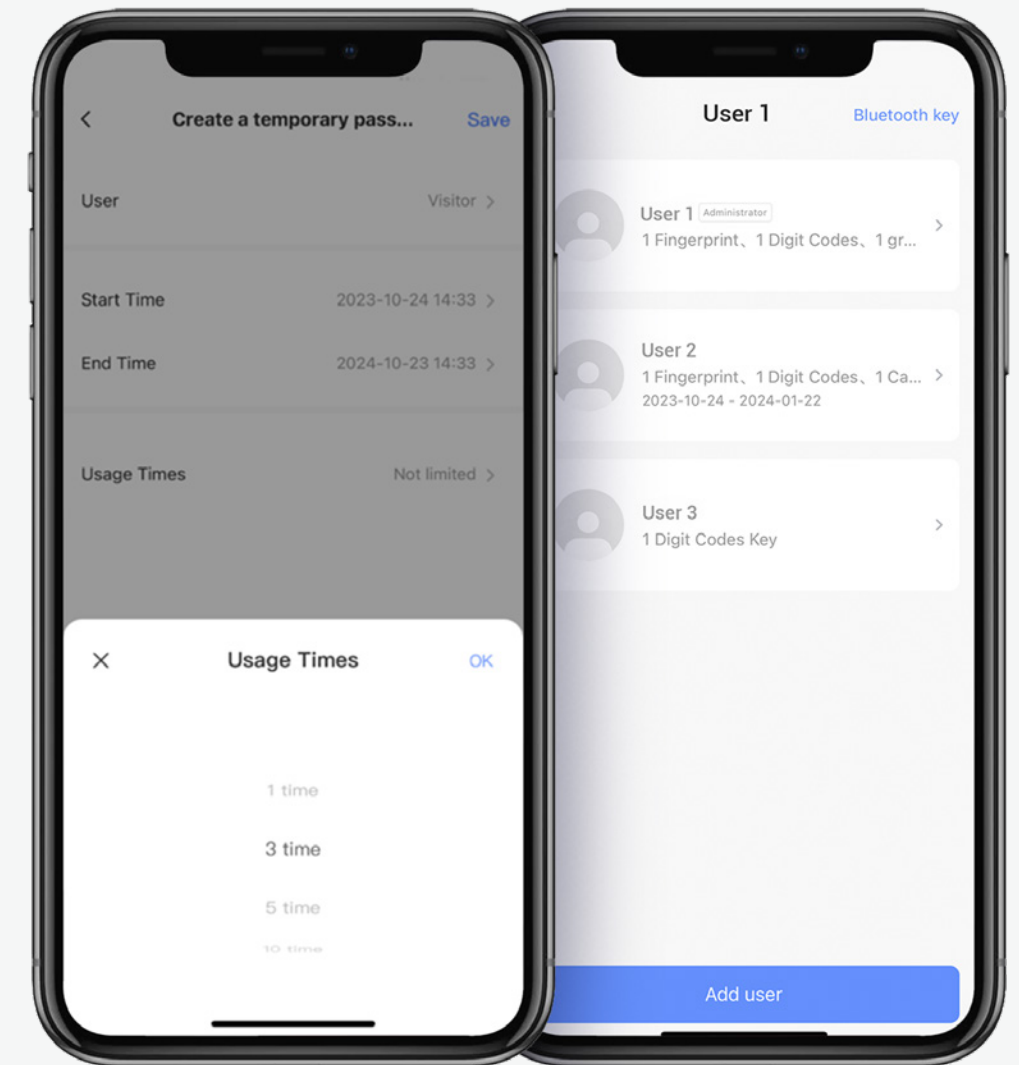 Create a temporary pass...
Save
User
Visitor
Start Time
2023-10-24 14:33
End Time
2024-10-23 14:33
Usage Times
Not limited
Usage Times
OK
1 time
3 time
5 time
10 time
User 1
Bluetooth key
User 1 Administrator
1 Fingerprint、1 Digit Codes、1 gr...
User 2
1 Fingerprint、1 Digit Codes、1 Ca...
2023-10-24 - 2024-01-22
User 3
1 Digit Codes Key
Add user